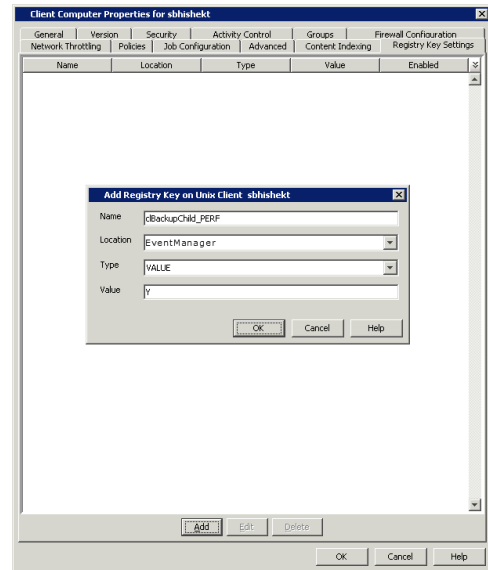 Client Computer Properties for sbhishekt
General Version Security Activity Control Groups Firewall Configuration
Network Throttling Policies Job Configuration Advanced Content Indexing Registry Key Settings
Name Location Type Value Enabled
Add Registry Key on Unix Client sbhishekt
Name clBackupChild_PERF
Location EventManager
Type VALUE
Value Y
OK Cancel Help
Add Edit Delete
OK Cancel Help